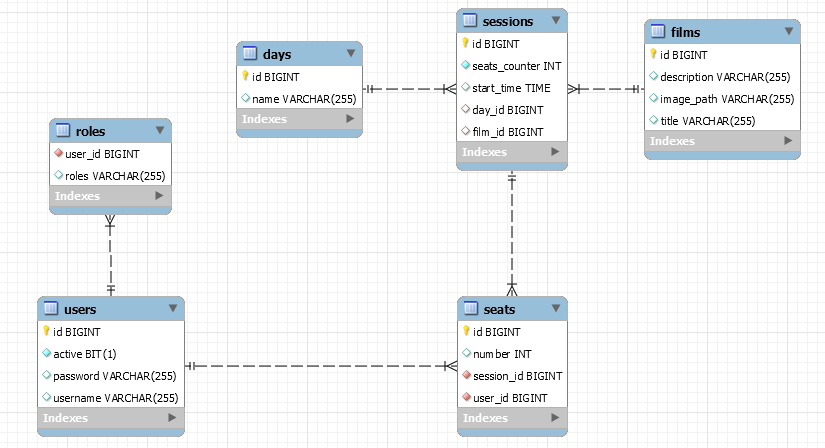 days
id BIGINT
name VARCHAR(255)
Indexes
sessions
id BIGINT
seats_counter INT
start_time TIME
day_id BIGINT
film_id BIGINT
Indexes
films
id BIGINT
description VARCHAR(255)
image_path VARCHAR(255)
title VARCHAR(255)
Indexes
roles
user_id BIGINT
roles VARCHAR(255)
Indexes
users
id BIGINT
active BIT(1)
password VARCHAR(255)
username VARCHAR(255)
Indexes
seats
id BIGINT
number INT
session_id BIGINT
user_id BIGINT
Indexes